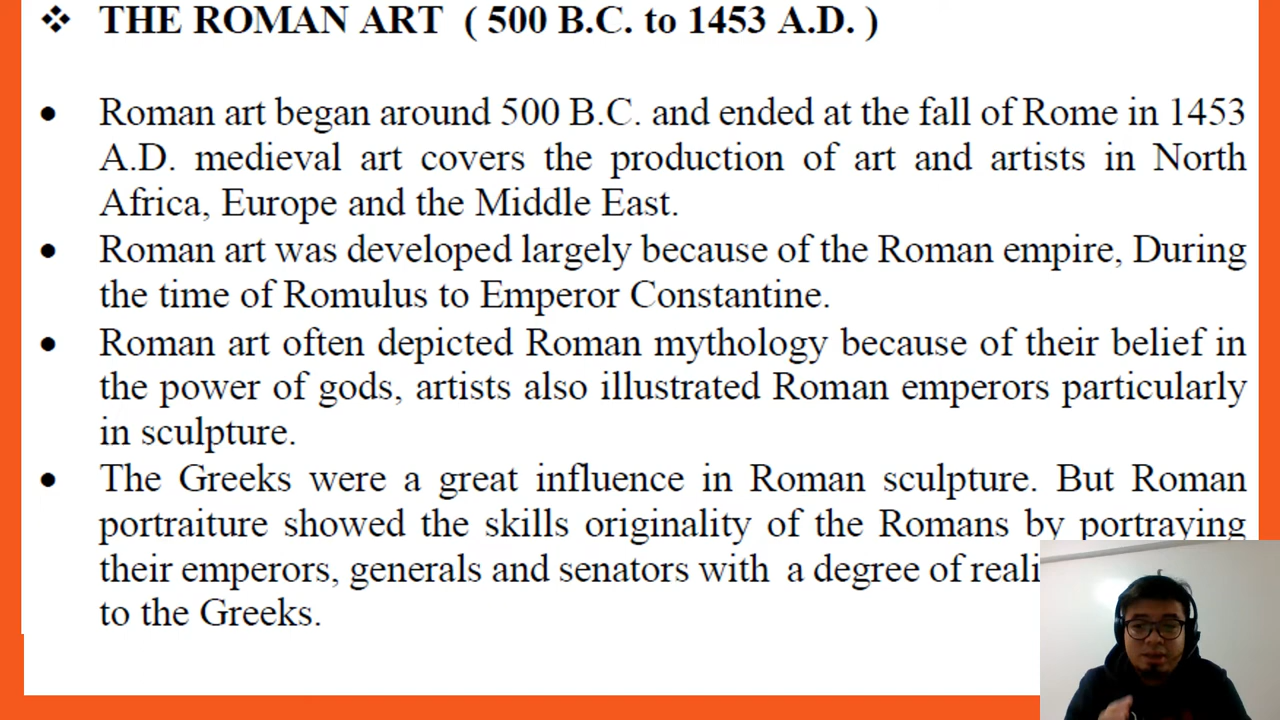 ❖ THE ROMAN ART ( 500 B.C. to 1453 A.D. )
• Roman art began around 500 B.C. and ended at the fall of Rome in 1453
A.D. medieval art covers the production of art and artists in North
Africa, Europe and the Middle East.
• Roman art was developed largely because of the Roman empire, During
the time of Romulus to Emperor Constantine.
• Roman art often depicted Roman mythology because of their belief in
the power of gods, artists also illustrated Roman emperors particularly
in sculpture.
• The Greeks were a great influence in Roman sculpture. But Roman
portraiture showed the skills originality of the Romans by portraying
their emperors, generals and senators with a degree of
to the Greeks.